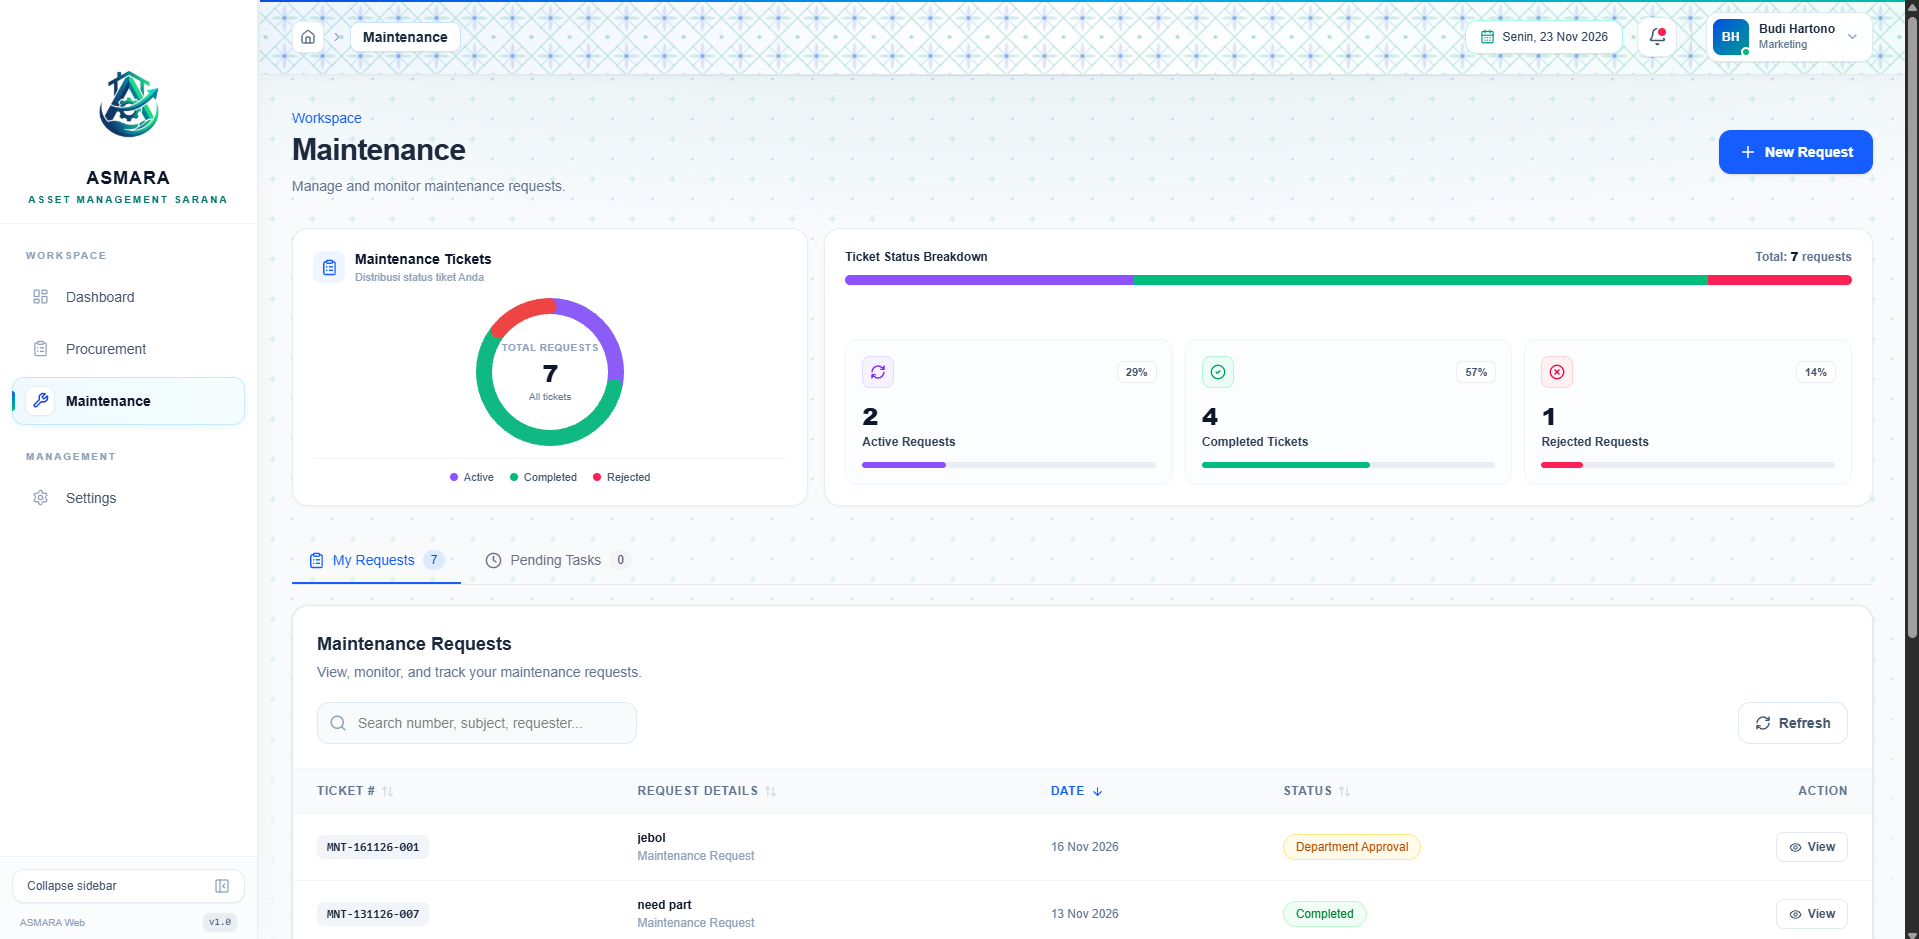 ASMARA
ASSET MANAGEMENT SARANA
WORKSPACE
Dashboard
Procurement
Maintenance
MANAGEMENT
Settings
Collapse sidebar
ASMARA Web
v1.0
Maintenance
Senin, 23 Nov 2026
BH
Budi Hartono
Marketing
Workspace
Maintenance
Manage and monitor maintenance requests.
New Request
Maintenance Tickets
Distribusi status tiket Anda
TOTAL REQUESTS
7
All tickets
Active
Completed
Rejected
Ticket Status Breakdown
Total: 7 requests
29%
2
Active Requests
57%
4
Completed Tickets
14%
1
Rejected Requests
My Requests 7
Pending Tasks 0
Maintenance Requests
View, monitor, and track your maintenance requests.
Search number, subject, requester...
Refresh
TICKET # REQUEST DETAILS DATE STATUS ACTION
MNT-161126-001
jebol
Maintenance Request
16 Nov 2026
Department Approval
View
MNT-131126-007
need part
Maintenance Request
13 Nov 2026
Completed
View